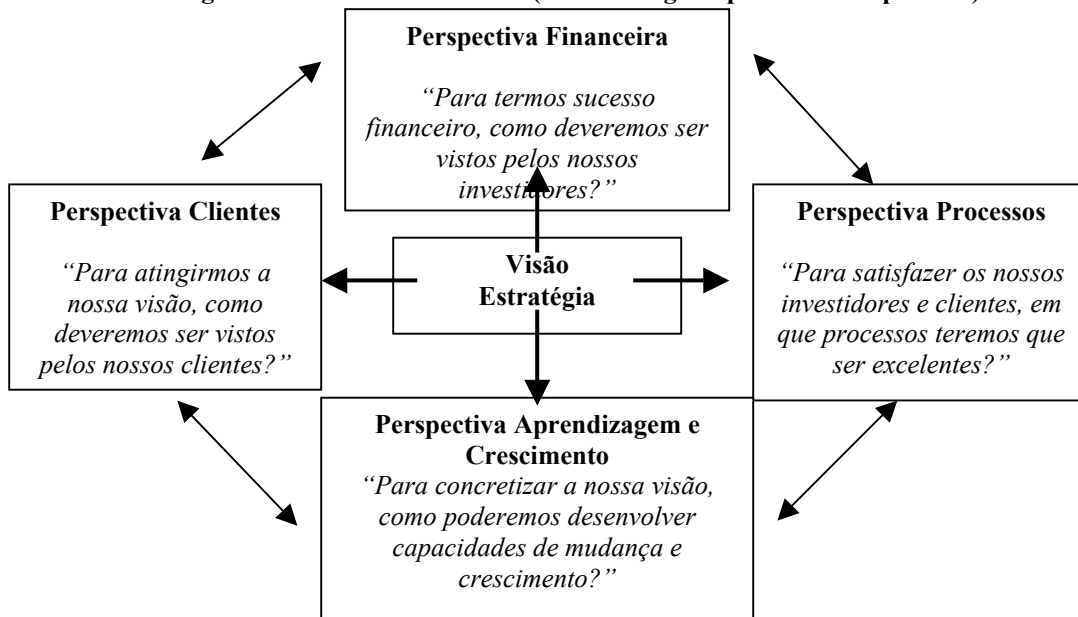 Perspectiva Financeira
“Para termos sucesso
financeiro, como deveremos ser
vistos pelos nossos
investidores?”
Perspectiva Clientes
“Para atingirmos a
nossa visão, como
deveremos ser vistos
pelos nossos clientes?”
Visão
Estratégia
Perspectiva Processos
“Para satisfazer os nossos
investidores e clientes, em
que processos teremos que
ser excelentes?”
Perspectiva Aprendizagem e
Crescimento
“Para concretizar a nossa visão,
como poderemos desenvolver
capacidades de mudança e
crescimento?”